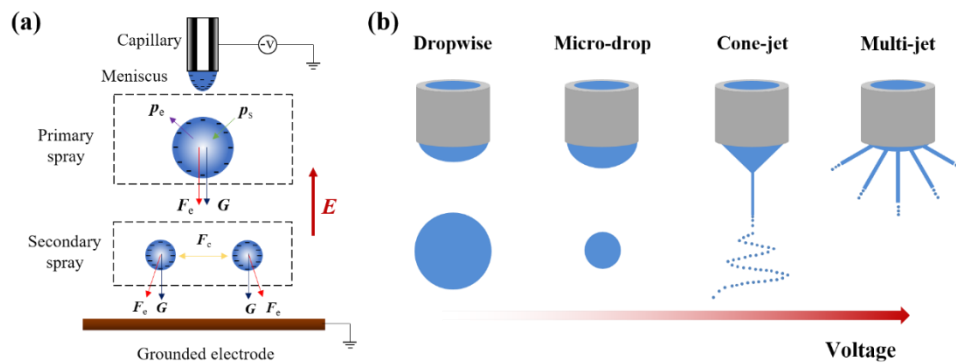 (a)
Capillary
-V
Meniscus
Primary
spray
pe
ps
Fe
G
E
Secondary
spray
Fc
Fe
G
G
Fe
Grounded electrode
(b)
Dropwise
Micro-drop
Cone-jet
Multi-jet
Voltage